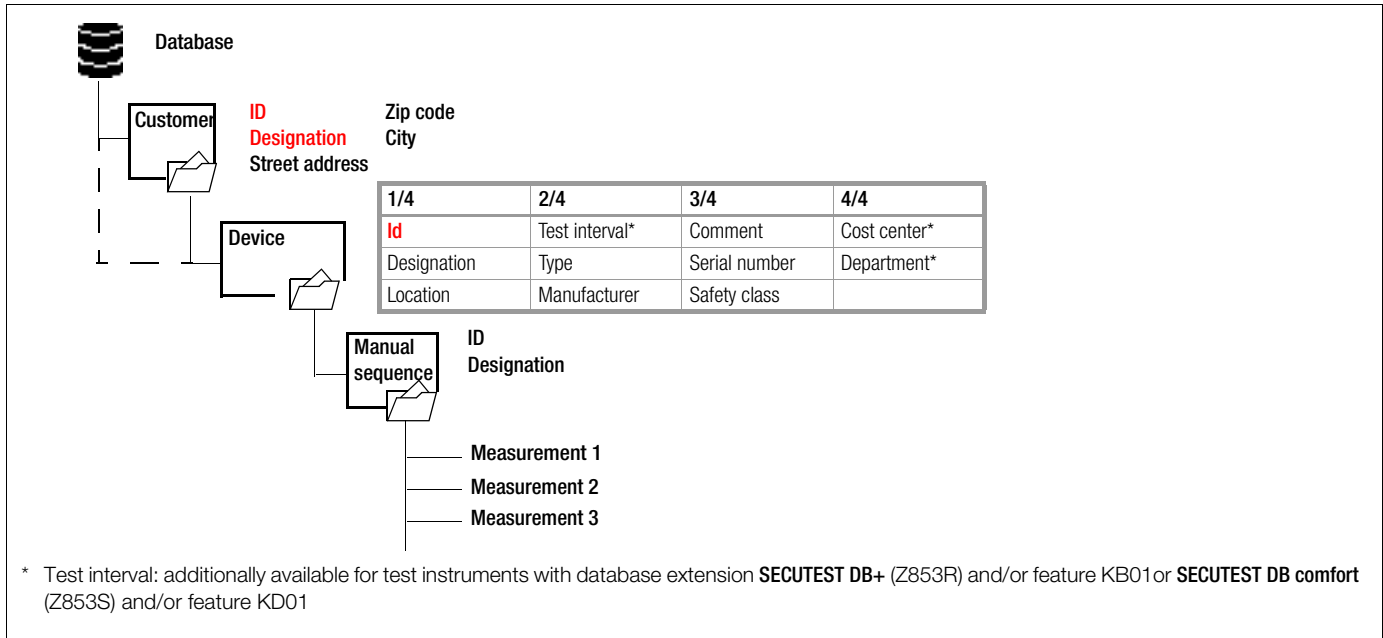 Database
Customer
ID Zip code
Designation City
Street address
1/4 2/4 3/4 4/4
Id Test interval* Comment Cost center*
Designation Type Serial number Department*
Location Manufacturer Safety class
Device
Manual
sequence
ID
Designation
Measurement 1
Measurement 2
Measurement 3
* Test interval: additionally available for test instruments with database extension SECUTEST DB+ (Z853R) and/or feature KB01or SECUTEST DB comfort
(Z853S) and/or feature KD01